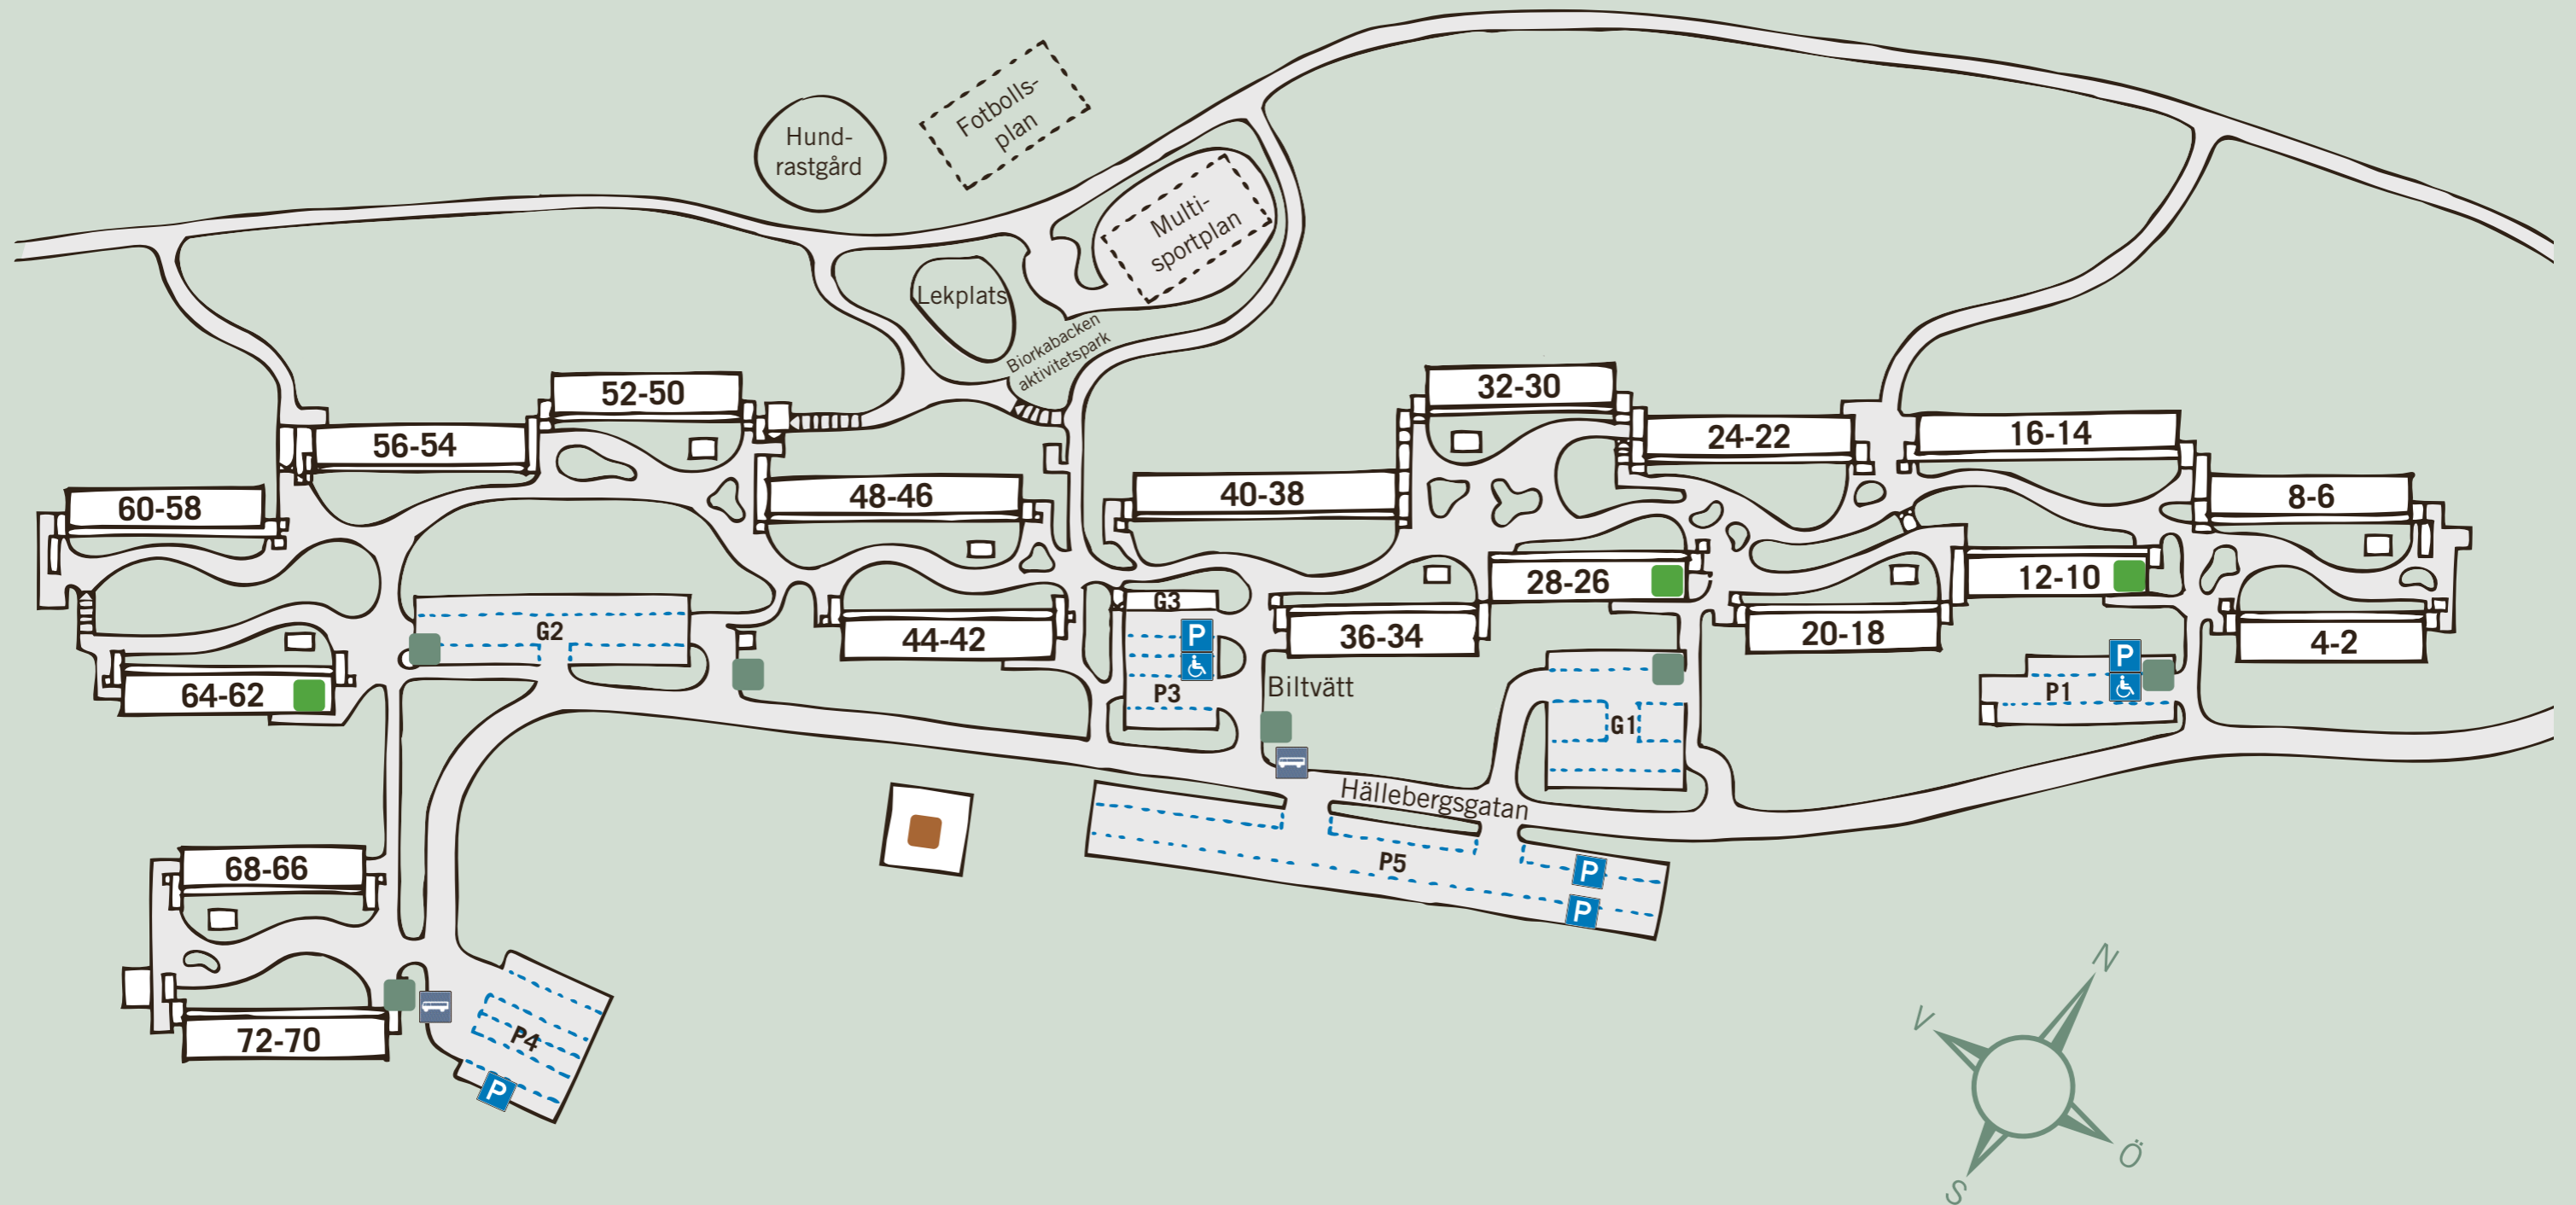 Hund-
rastgård
Fotbolls-
plan
Multi-
sportplan
Lekplats
Bjorkabacken
aktivitetspark
52-50
32-30
56-54
24-22
16-14
60-58
48-46
40-38
8-6
28-26
12-10
G3
G2
44-42
P
36-34
20-18
4-2
64-62
P3
Biltvätt
G1
P
P1
Hällebergsgatan
68-66
P5
P
P
72-70
P4
P
N
V
Ö
S